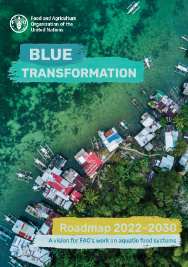 Food and Agriculture
Organization of the
United Nations
BLUE
TRANSFORMATION
Roadmap 2022–2030
A vision for FAO's work on aquatic food systems